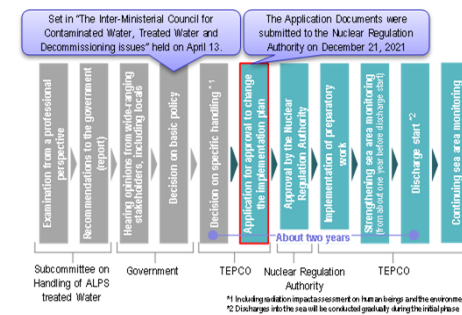 Set in "The Inter-Ministerial Council for
Contaminated Water, Treated Water and
Decommissioning issues" held on April 13.
The Application Documents were
submitted to the Nuclear Regulation
Authority on December 21, 2021
Examination from a professional
perspective
Recommendations to the government
(report)
Hearing opinions from wide-ranging
stakeholders, including locals
Decision on basic policy
Decision on specific handling*1
Application for approval to change
the implementation plan
Approval by the Nuclear
Regulation Authority
Implementation of preparatory
work
Strengthening sea area monitoring
(from about one year before discharge start)
Discharge start*2
Continuing sea area monitoring
About two years
Subcommittee on
Handling of ALPS
treated Water
Government
TEPCO
Nuclear Regulation
Authority
TEPCO
*1 Including radiation impact assessment on human beings and the environme
*2 Discharges into the sea will be conducted gradually during the initial phase